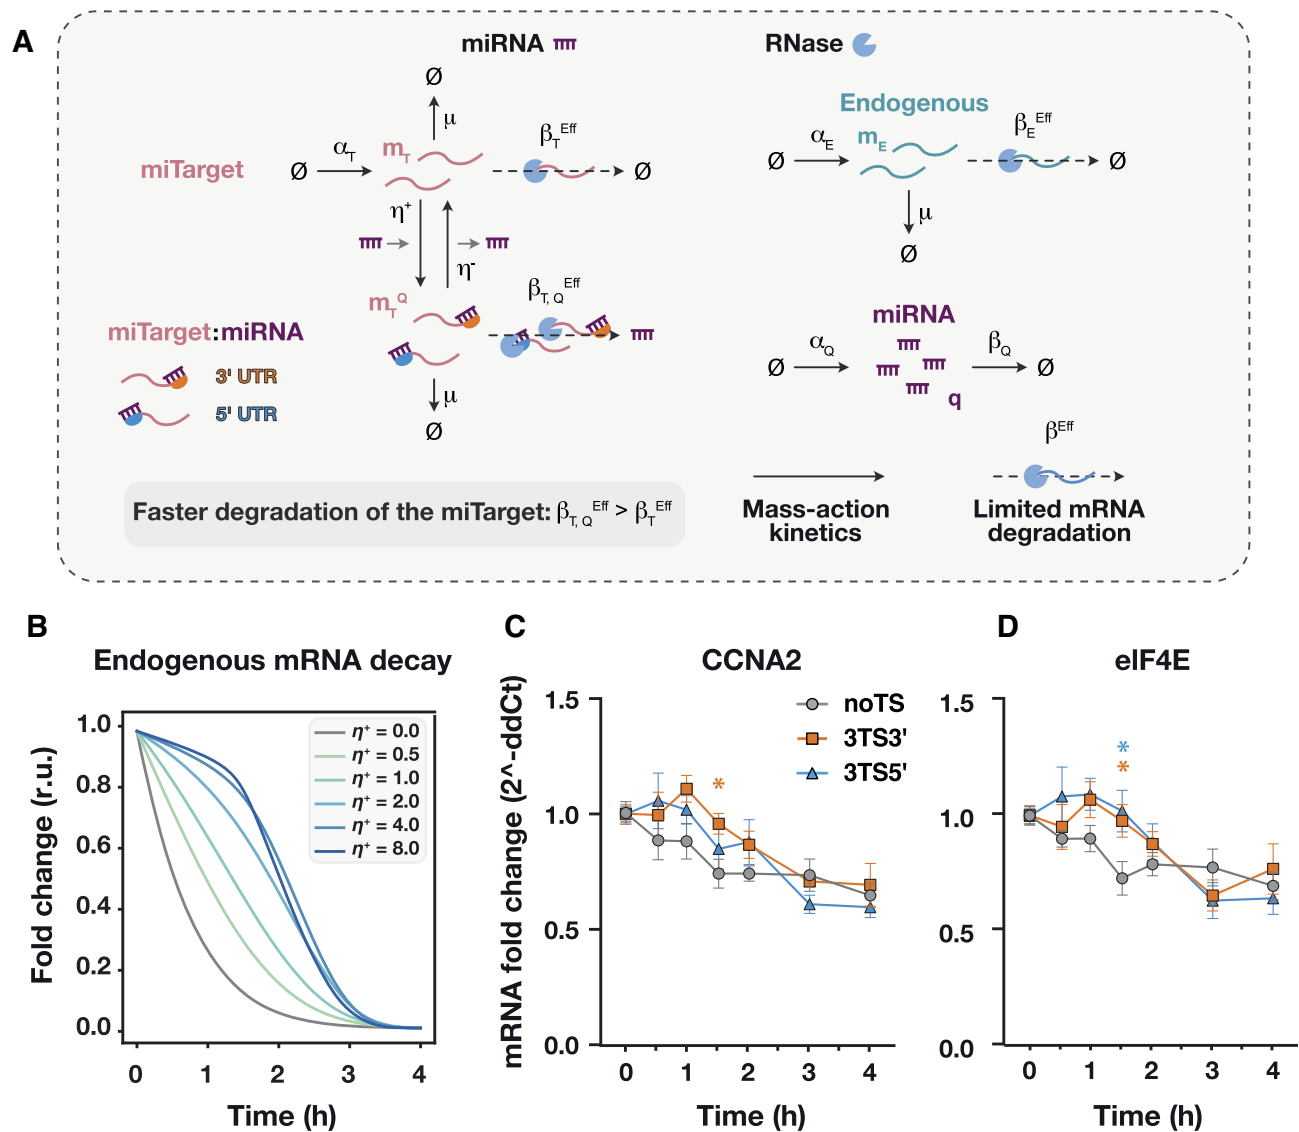 A
miRNA
RNase
Ø
μ
β_T^Eff
Endogenous
α_E
m_E
β_E^Eff
miTarget
Ø
α_T
m_T
Ø
Ø
Ø
μ
Ø
η⁺
η⁻
m_T^Q
β_T,Q^Eff
miTarget:miRNA
3' UTR
5' UTR
μ
Ø
miRNA
Ø
α_Q
β_Q
Ø
q
β^Eff
Faster degradation of the miTarget: β_T,Q^Eff > β_T^Eff
Mass-action
kinetics
Limited mRNA
degradation
B
Endogenous mRNA decay
Fold change (r.u.)
1.0
0.8
0.6
0.4
0.2
0.0
η⁺ = 0.0
η⁺ = 0.5
η⁺ = 1.0
η⁺ = 2.0
η⁺ = 4.0
η⁺ = 8.0
0 1 2 3 4
Time (h)
C
CCNA2
mRNA fold change (2^-ddCt)
1.5
1.0
0.5
0.0
noTS
3TS3'
3TS5'
*
0 1 2 3 4
Time (h)
D
eIF4E
1.5
1.0
0.5
0.0
*
*
0 1 2 3 4
Time (h)